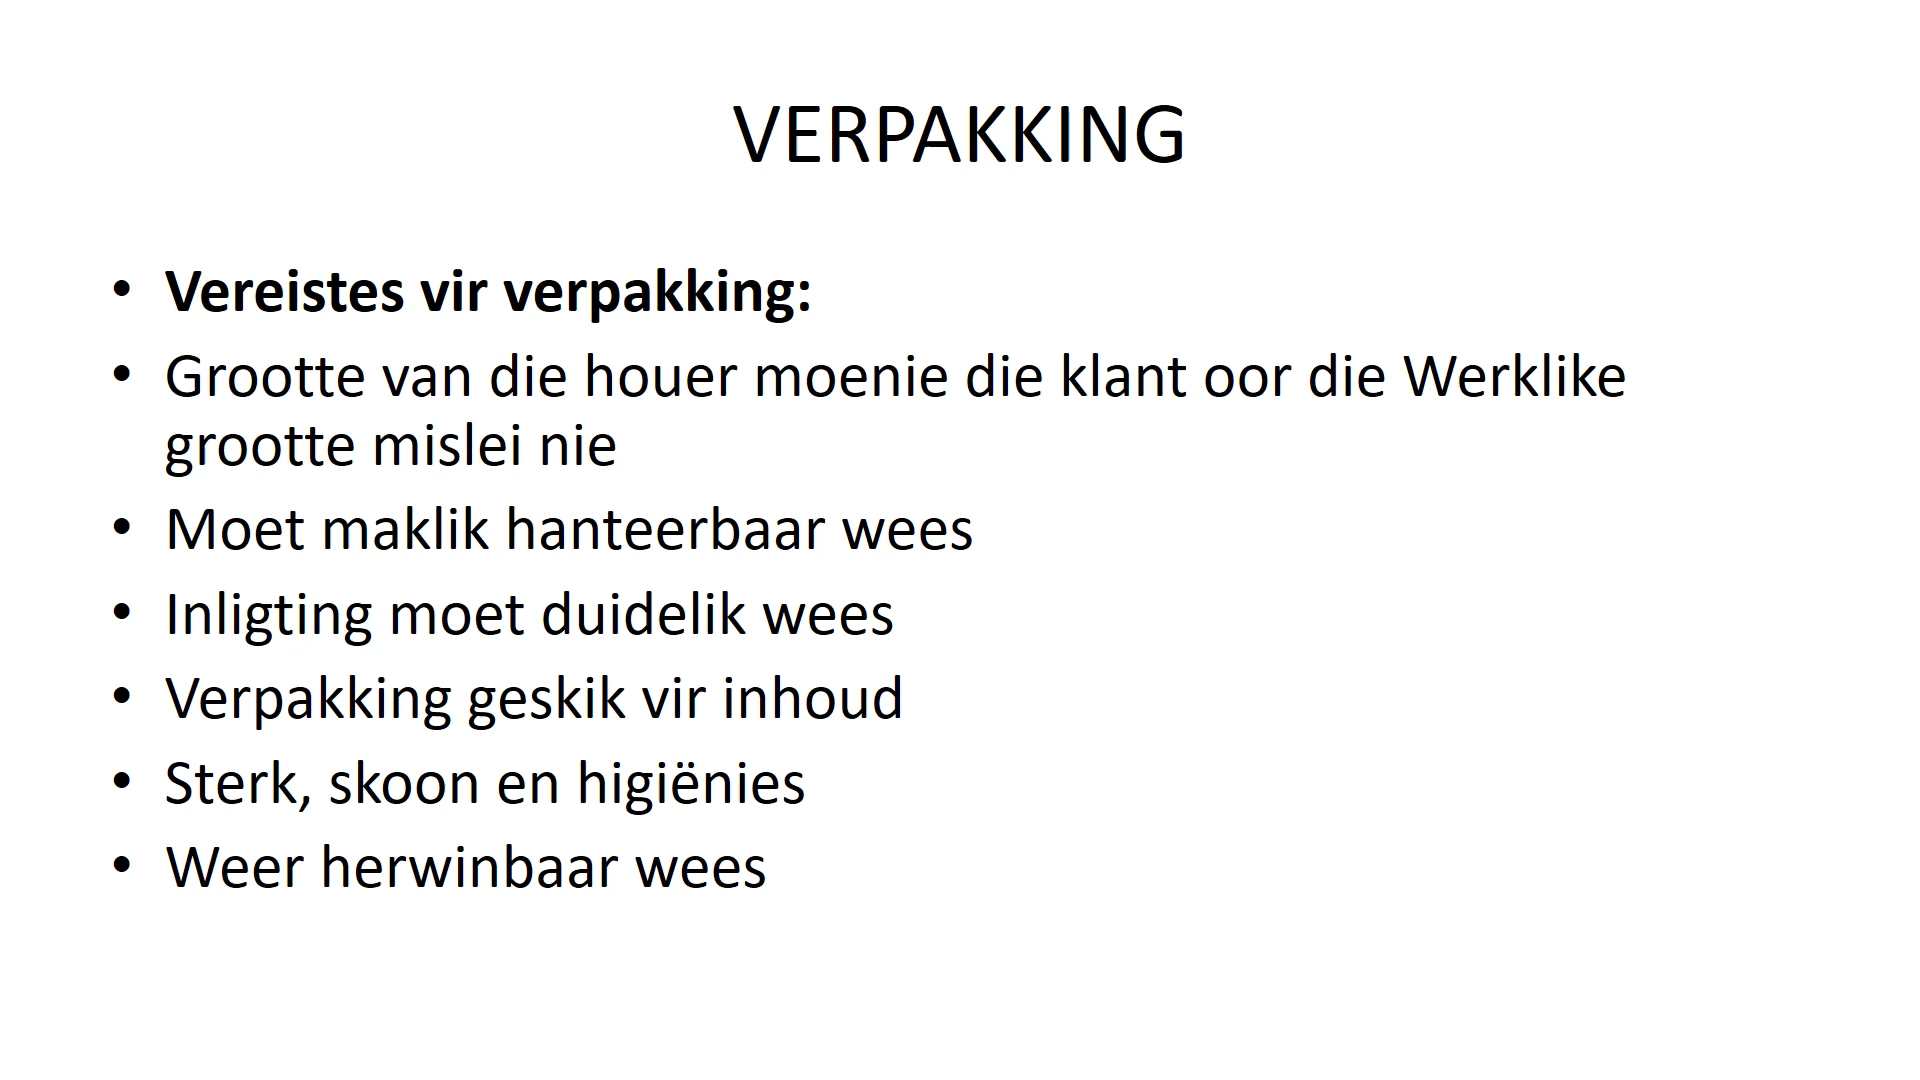 VERPAKKING
• Vereistes vir verpakking:
• Grootte van die houer moenie die klant oor die Werklike
grootte mislei nie
• Moet maklik hanteerbaar wees
• Inligting moet duidelik wees
• Verpakking geskik vir inhoud
• Sterk, skoon en higiënies
• Weer herwinbaar wees